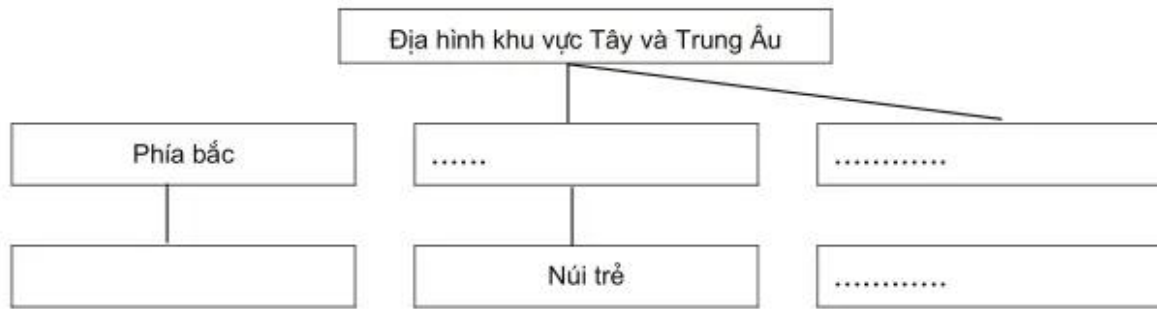 Địa hình khu vực Tây và Trung Âu
Phía bắc
......
............
Núi trẻ
............